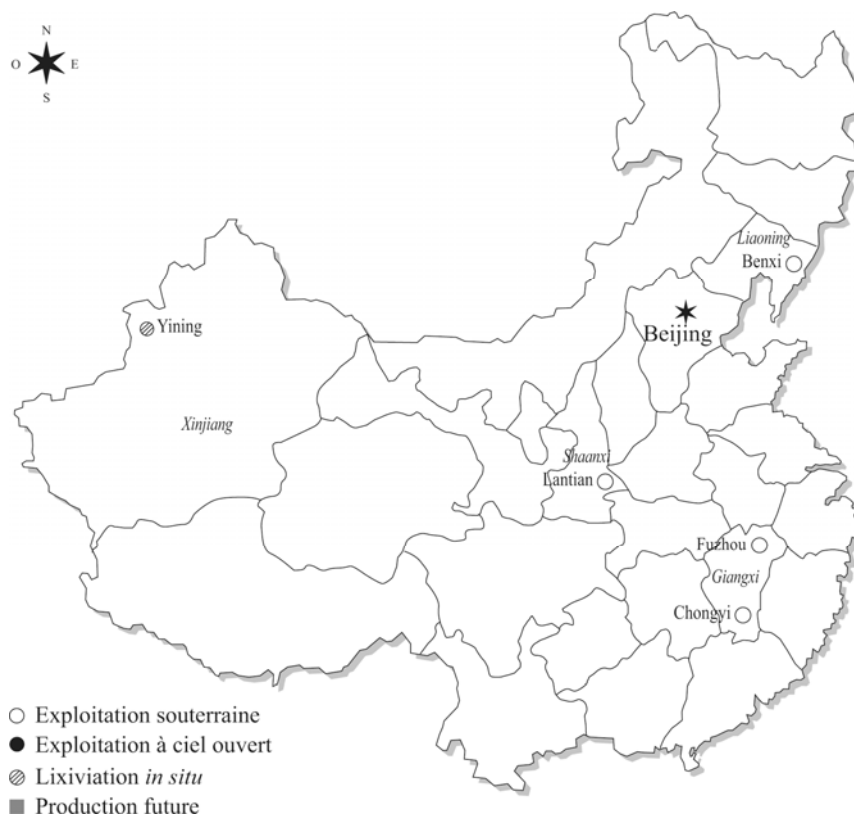 N
O E
S
Liaoning
Benxi
Yining
Beijing
Xinjiang
Shaanxi
Lantian
Fuzhou
Giangxi
Chongyi
Exploitation souterraine
Exploitation à ciel ouvert
Lixiviation in situ
Production future